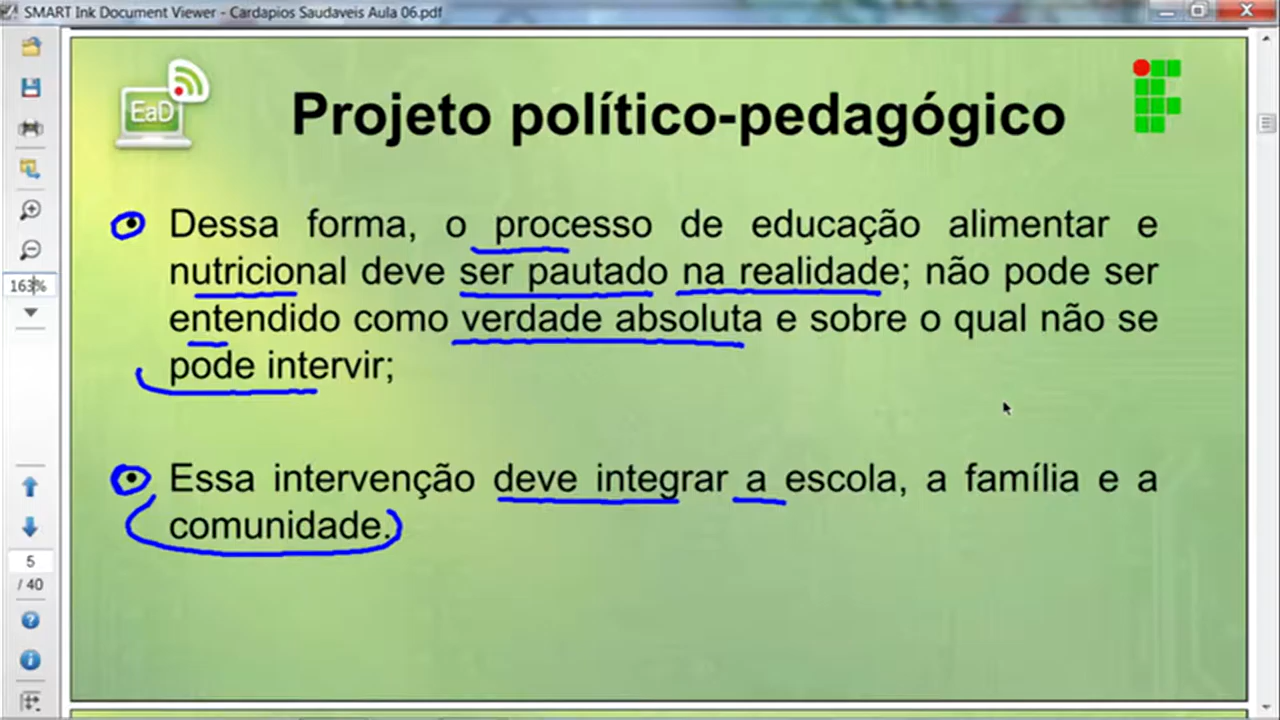 SMART Ink Document Viewer - Cardapios Saudaveis Aula 06.pdf
EaD
Projeto político-pedagógico
Dessa forma, o processo de educação alimentar e
nutricional deve ser pautado na realidade; não pode ser
entendido como verdade absoluta e sobre o qual não se
pode intervir;
Essa intervenção deve integrar a escola, a família e a
comunidade.
163%
5
/ 40